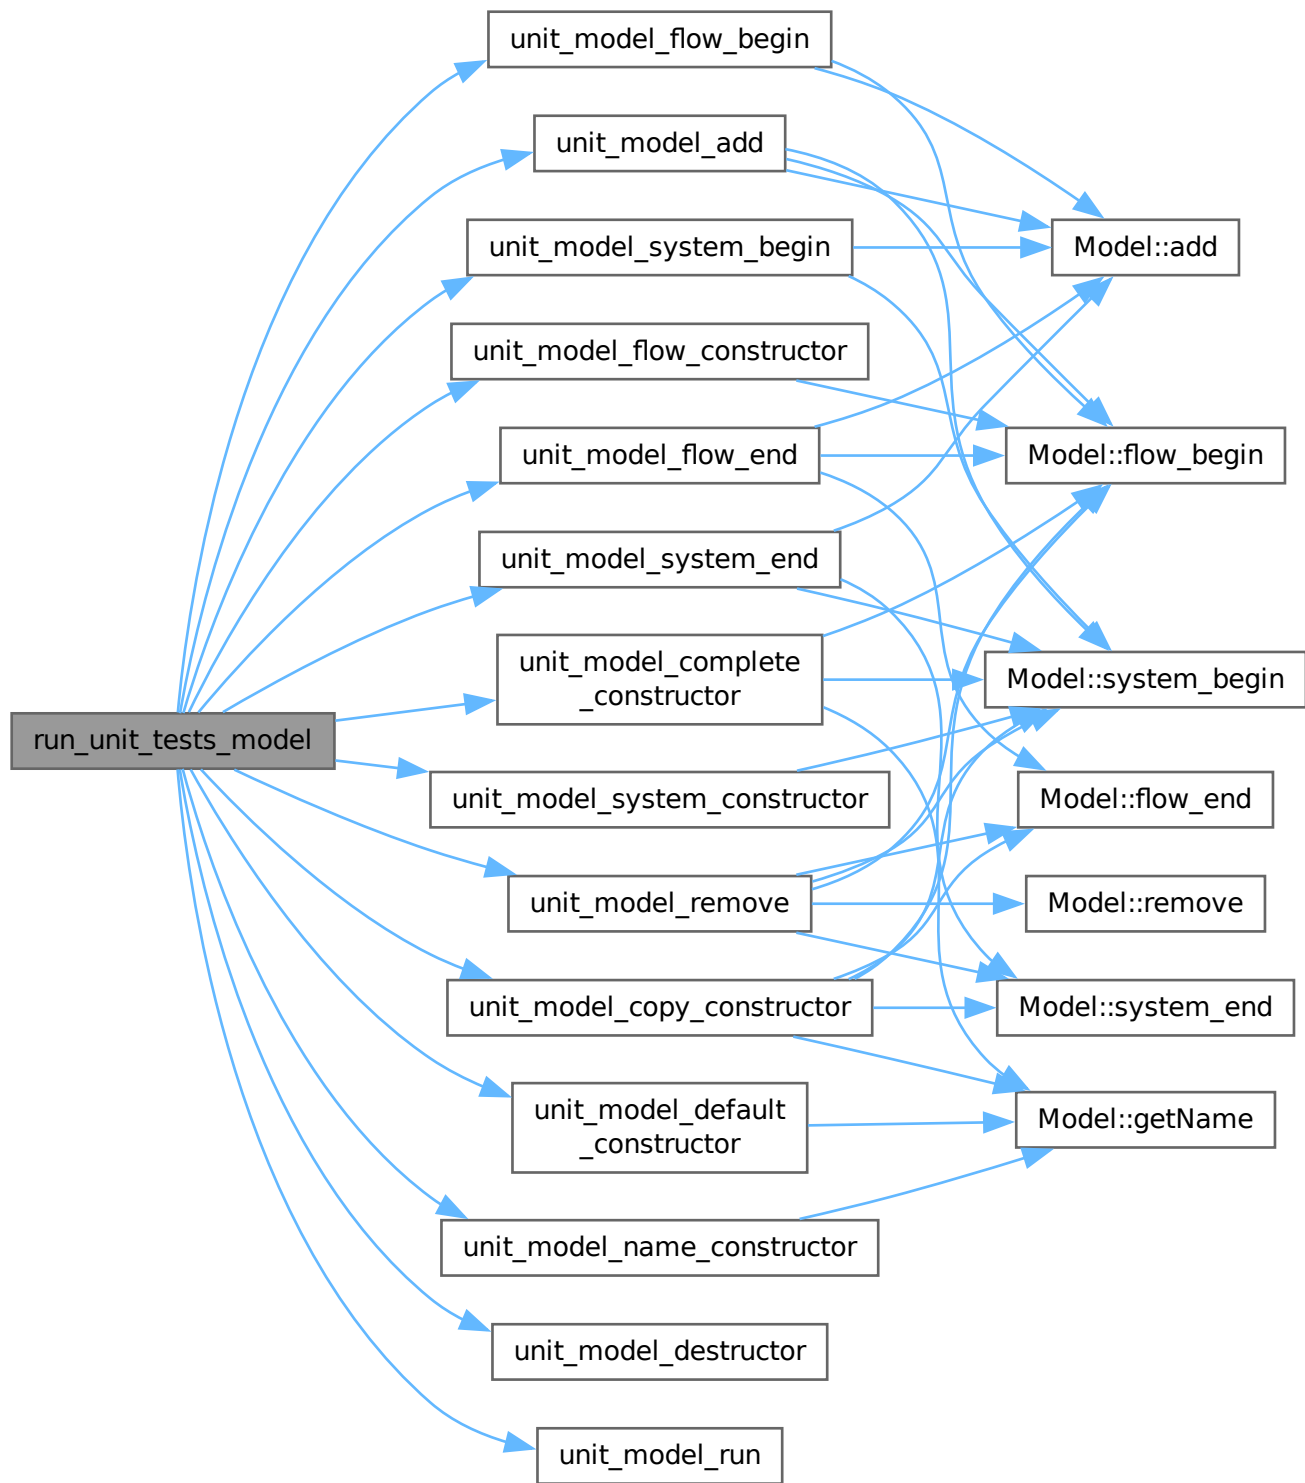 run_unit_tests_model
unit_model_flow_begin
unit_model_add
unit_model_system_begin
unit_model_flow_constructor
unit_model_flow_end
unit_model_system_end
unit_model_complete
_constructor
unit_model_system_constructor
unit_model_remove
unit_model_copy_constructor
unit_model_default
_constructor
unit_model_name_constructor
unit_model_destructor
unit_model_run
Model::add
Model::flow_begin
Model::system_begin
Model::flow_end
Model::remove
Model::system_end
Model::getName